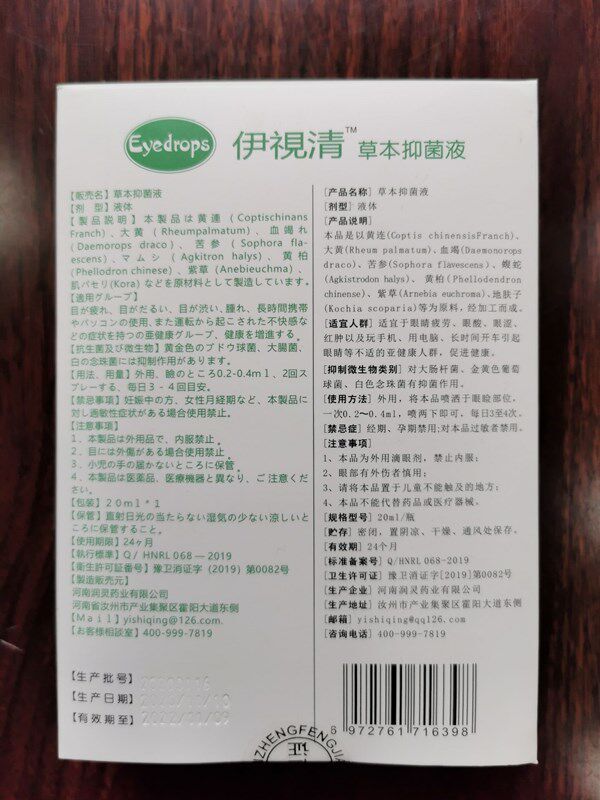 Eyedrops 伊視清™ 草本抑菌液
【販売名】草本抑菌液
【剤 型】液体
【製品説明】本製品は黄連 (Coptischinans
Franch)、大黄 (Rheumpalmatum)、血竭れ
(Daemorops draco)、苦参 (Sophora fla-
escens)、マムシ (Agkitron halys)、黄柏
(Phellodron chinese)、紫草 (Anebieuchma)、
肌パセリ(Kora) などを原材料として製造しています。
【適用グループ】
目が疲れ、目がだるい、目が渋い、腫れ、長時間携帯
やパソコンの使用、また運転から起こされた不快感な
どの症状を持つの亜健康グループ、健康を増進する。
【抗生菌及び微生物】黄金色のブドウ球菌、大腸菌、
白の念珠菌には抑制作用があります。
【用法、用量】外用、瞼のところ0.2-0.4ml、2回ス
プレーする、毎日3-4回目安。
【禁忌事項】妊娠中の方、女性月経期など、本製品に
対し過敏性症状がある場合使用禁止。
【注意事項】
1.本製品は外用品で、内服禁止。
2.目には外傷がある場合使用禁止。
3.小児の手の届かないところに保管。
4.本製品は医薬品、医療機器と異なり、ご注意くだ
さい。
【包装】20ml*1
【保管】直射日光の当たらない湿気の少ない涼しいと
ころに保管すること。
【使用期限】24ヶ月
【執行標準】Q/ HNRL 068—2019
【衛生許可証番号】豫卫消证字 (2019) 第0082号
【製造販売元】
河南润灵药业有限公司
河南省汝州市产业集聚区霍阳大道东侧
【Mail】yishiqing@126.com.
【お客様相談室】400-999-7819
【生产批号】
【生产日期】
【有效期至】2022/11/09
[产品名称] 草本抑菌液
[剂型] 液体
[产品说明]
本品是以黄连(Coptis chinensisFranch)、
大黄(Rheum palmatum)、血竭(Daemonorops
draco)、苦参(Sophora flavescens)、蝮蛇
(Agkistrodon halys)、 黄柏(Phellodendron
chinense)、紫草(Arnebia euchroma)、地肤子
(Kochia scoparia)等为原料，经加工而成。
[适宜人群] 适宜于眼睛疲劳、眼酸、眼涩、
红肿以及玩手机、用电脑、长时间开车引起
眼睛等不适的亚健康人群，促进健康。
[抑制微生物类别] 对大肠杆菌、金黄色葡萄
球菌、白色念珠菌有抑菌作用。
[使用方法] 外用，将本品喷洒于眼睑部位，
一次0.2～0.4ml，喷两下即可，每日3至4次。
[禁忌症] 经期、孕期禁用;对本品过敏者禁用。
[注意事项]
1、本品为外用滴眼剂，禁止内服；
2、眼部有外伤者慎用；
3、请将本品置于儿童不能触及的地方；
4、本品不能代替药品或医疗器械。
[规格型号] 20ml/瓶
[贮存] 密闭，置阴凉、干燥、通风处保存。
[有效期] 24个月
[标准备案号] Q/HNRL 068-2019
[卫生许可证] 豫卫消证字[2019]第0082号
[生产企业] 河南润灵药业有限公司
[生产地址] 汝州市产业集聚区霍阳大道东侧
[邮箱] yishiqing@qq126.com.
[咨询电话] 400-999-7819
6 972761 716398
ZHENGFENGJIA
证